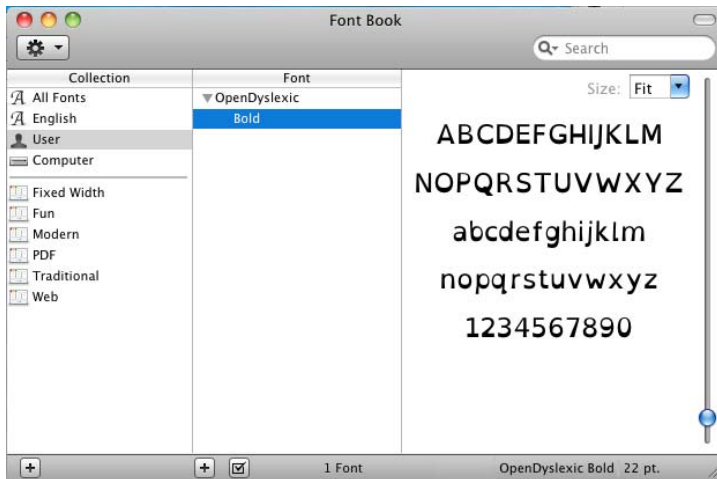 Font Book
Search
Collection
All Fonts
English
User
Computer
Fixed Width
Fun
Modern
PDF
Traditional
Web
Font
OpenDyslexic
Bold
Size: Fit
ABCDEFGHIJKLM
NOPQRSTUVWXYZ
abcdefghijklm
nopqrstuvwxyz
1234567890
1 Font
OpenDyslexic Bold 22 pt.